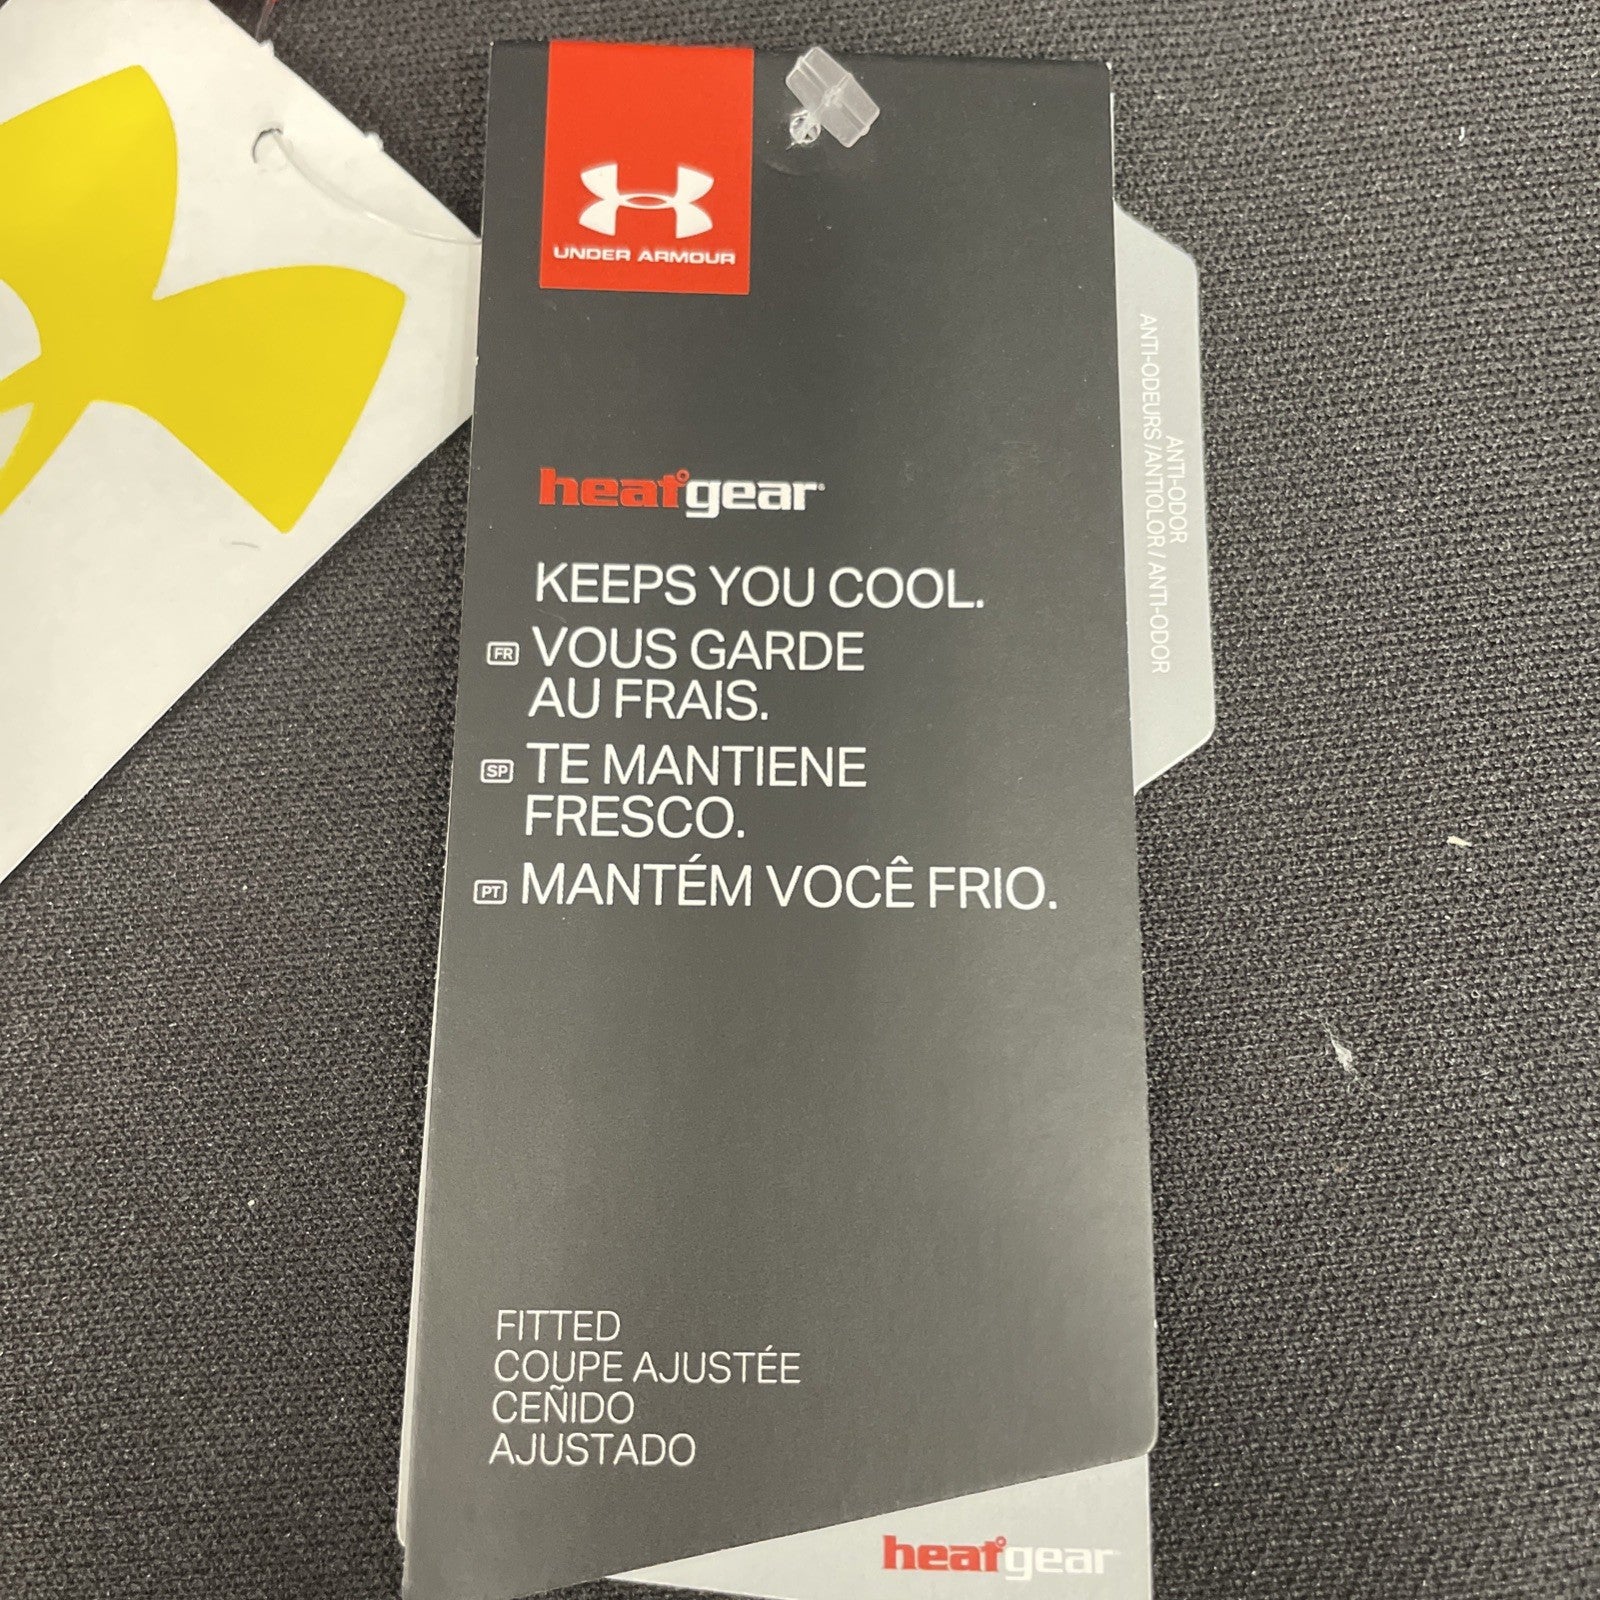 UNDER ARMOUR
heatgear®
KEEPS YOU COOL.
FR VOUS GARDE
AU FRAIS.
SP TE MANTIENE
FRESCO.
PT MANTÉM VOCÊ FRIO.
FITTED
COUPE AJUSTÉE
CEÑIDO
AJUSTADO
heatgear
ANTI-ODOR
ANTI-ODEURS / ANTIOLOR / ANTI-ODOR